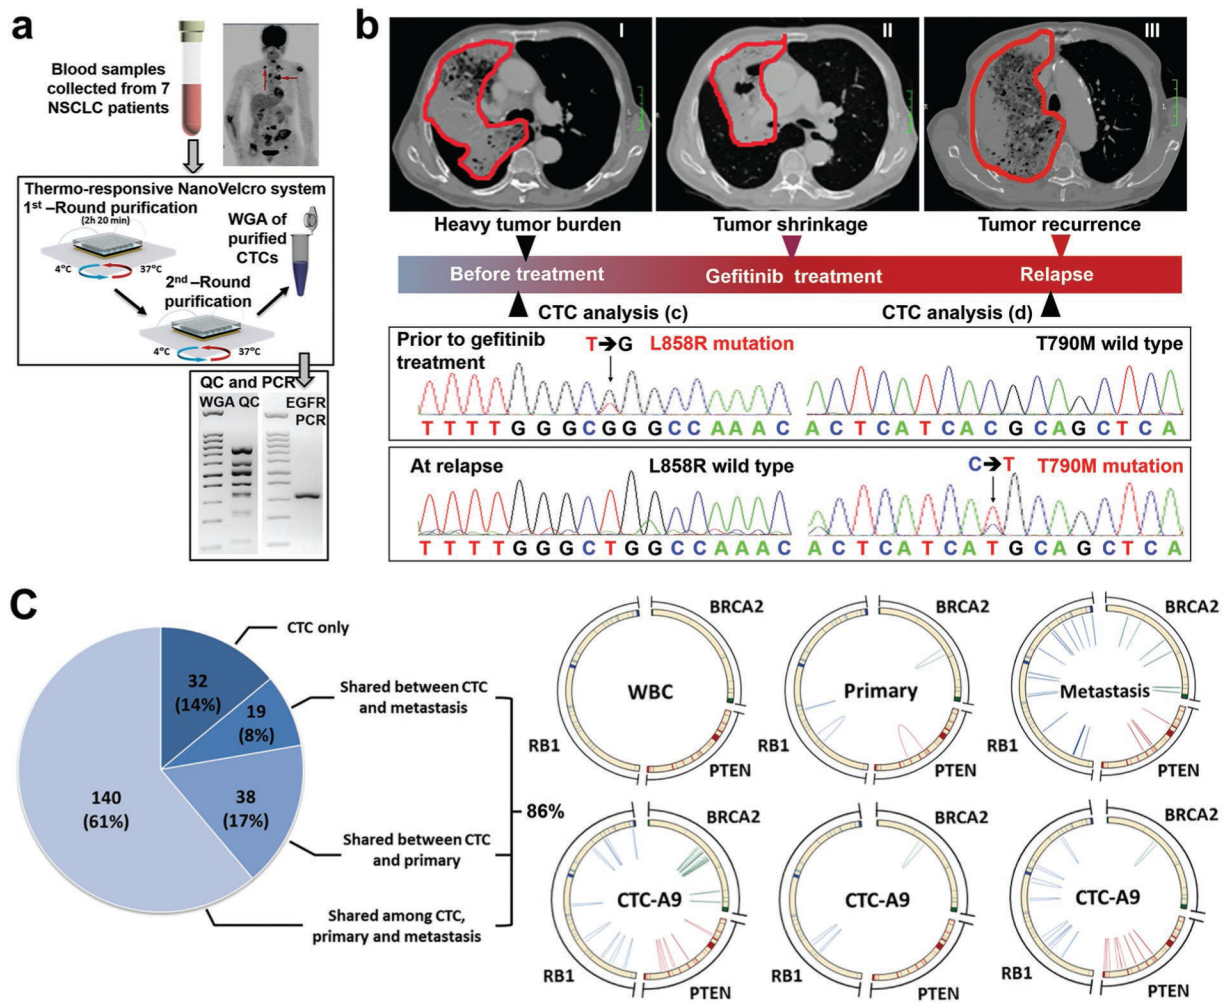 a
Blood samples
collected from 7
NSCLC patients
Thermo-responsive NanoVelcro system
1st –Round purification
(2h 20 min)
4°C
37°C
WGA of
purified
CTCs
2nd –Round
purification
4°C
37°C
QC and PCR
WGA QC
EGFR
PCR
b
I
II
III
L
Heavy tumor burden
Tumor shrinkage
Tumor recurrence
Before treatment
Gefitinib treatment
Relapse
CTC analysis (c)
CTC analysis (d)
Prior to gefitinib
treatment
T➔G
L858R mutation
T790M wild type
T T T T G G G C G G G C C A A A C
A C T C A T C A C G C A G C T C A
At relapse
L858R wild type
C➔T
T790M mutation
T T T T G G G C T G G C C A A A C
A C T C A T C A T G C A G C T C A
C
32
(14%)
19
(8%)
38
(17%)
140
(61%)
CTC only
Shared between CTC
and metastasis
Shared between CTC
and primary
Shared among CTC,
primary and metastasis
86%
BRCA2
WBC
RB1
PTEN
BRCA2
Primary
RB1
PTEN
BRCA2
Metastasis
RB1
PTEN
BRCA2
CTC-A9
RB1
PTEN
BRCA2
CTC-A9
RB1
PTEN
BRCA2
CTC-A9
RB1
PTEN